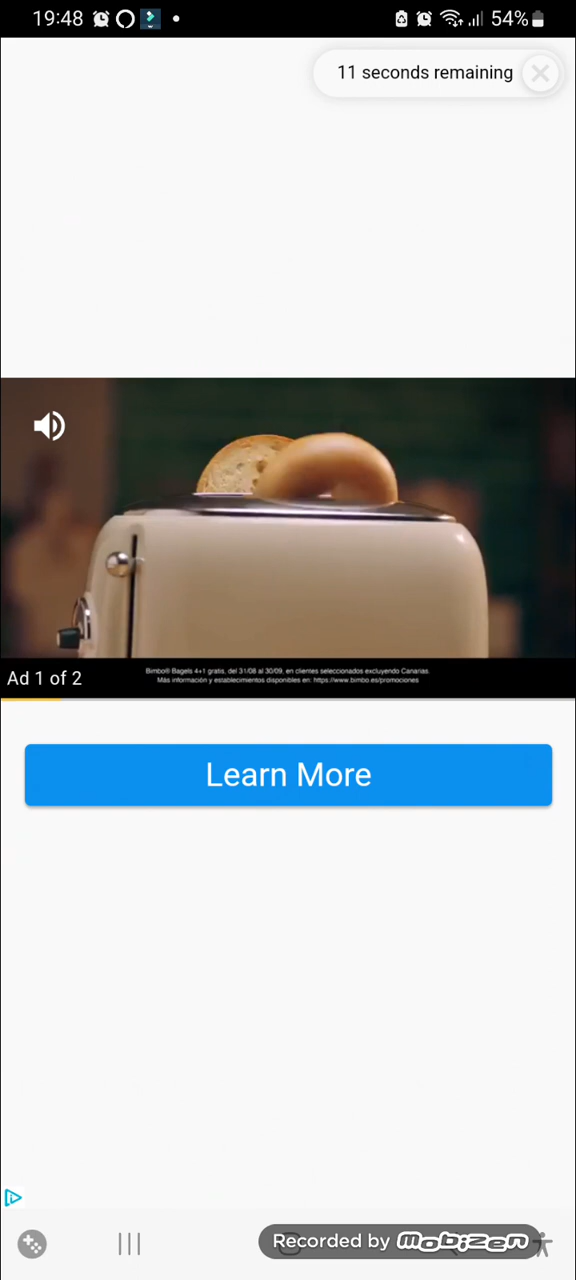 19:48
54%
11 seconds remaining
Ad 1 of 2
Bimbo® Bagels 4+1 gratis, del 31/08 al 30/09, en clientes seleccionados excluyendo Canarias.
Más información y establecimientos disponibles en: https://www.bimbo.es/promociones
Learn More
Recorded by mobizen